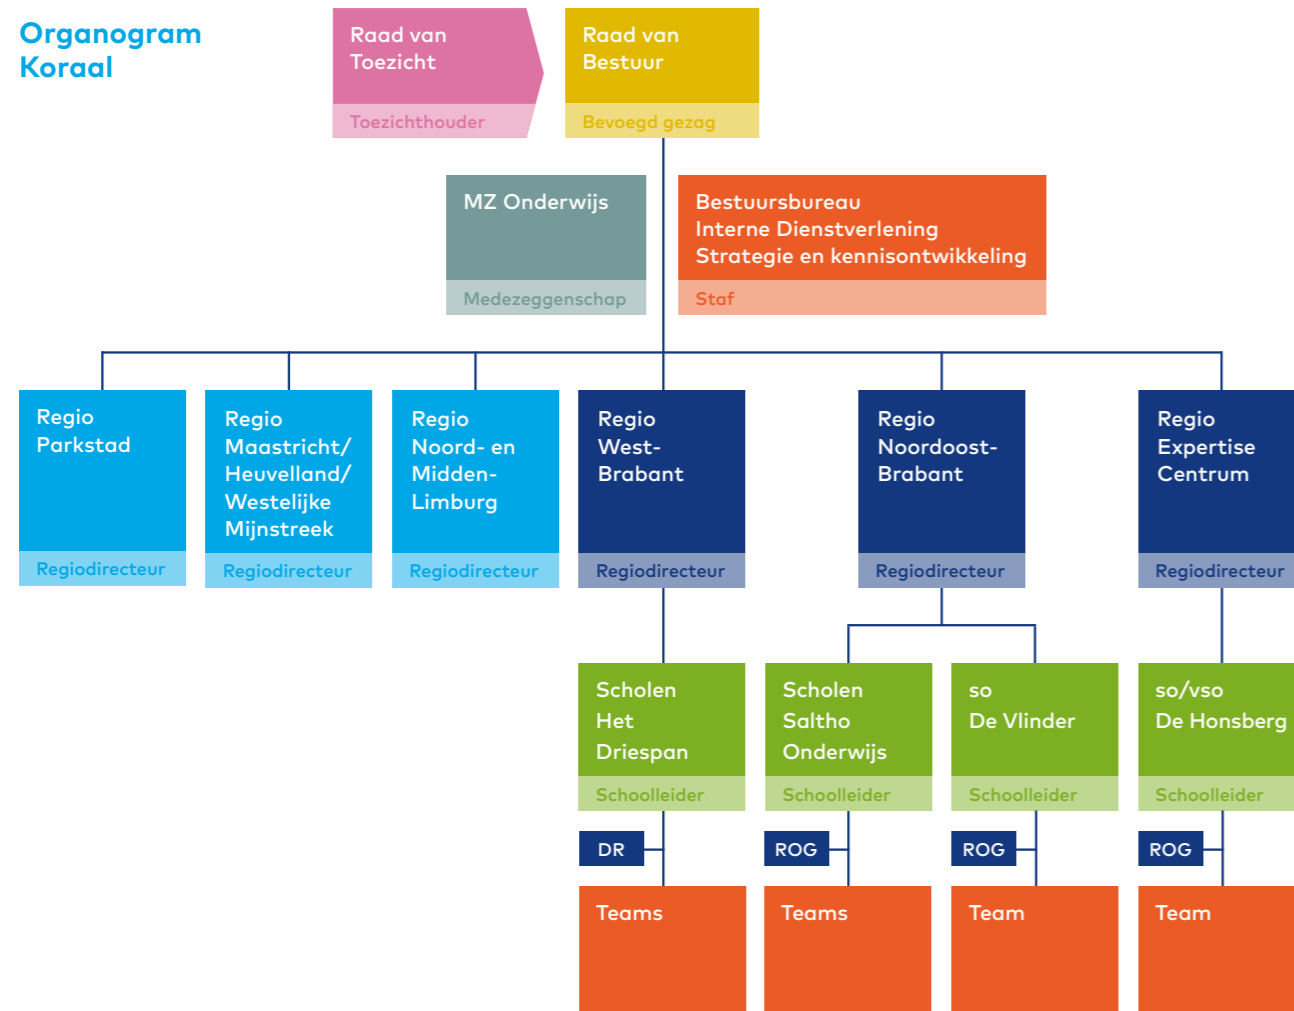 Organogram
Koraal
Raad van
Toezicht
Toezichthouder
Raad van
Bestuur
Bevoegd gezag
MZ Onderwijs
Medezeggenschap
Bestuursbureau
Interne Dienstverlening
Strategie en kennisontwikkeling
Staf
Regio
Parkstad
Regiodirecteur
Regio
Maastricht/
Heuvelland/
Westelijke
Mijnstreek
Regiodirecteur
Regio
Noord- en
Midden-
Limburg
Regiodirecteur
Regio
West-
Brabant
Regiodirecteur
Regio
Noordoost-
Brabant
Regiodirecteur
Regio
Expertise
Centrum
Regiodirecteur
Scholen
Het
Driespan
Schoolleider
Scholen
Saltho
Onderwijs
Schoolleider
so
De Vlinder
Schoolleider
so/vso
De Honsberg
Schoolleider
DR
ROG
ROG
ROG
Teams
Teams
Team
Team